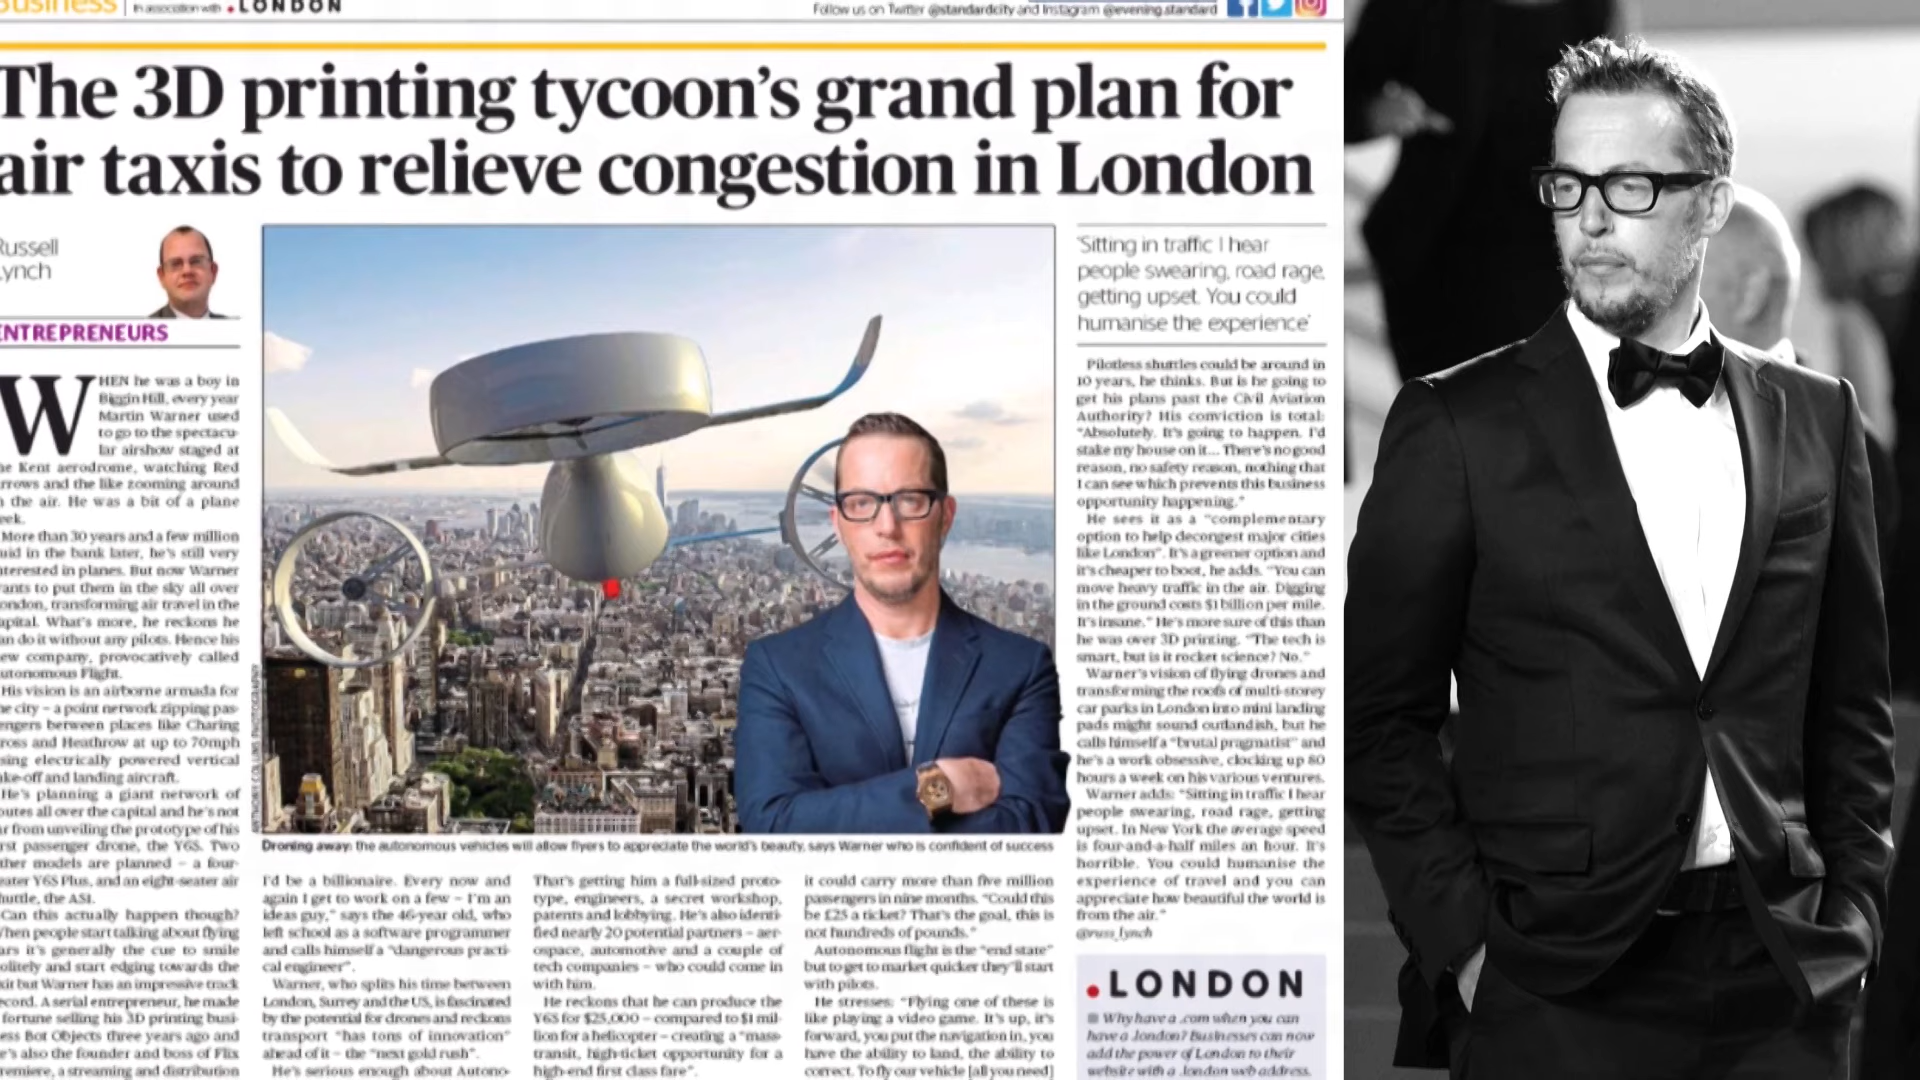 Business | In association with .LONDON
Follow us on Twitter @standardcity and Instagram @evening.standard
The 3D printing tycoon's grand plan for
air taxis to relieve congestion in London
Russell
Lynch
ENTREPRENEURS
WHEN he was a boy in
Biggin Hill, every year
Martin Warner used
to go to the spectacu-
lar airshow staged at
he Kent aerodrome, watching Red
rrows and the like zooming around
n the air. He was a bit of a plane
eek.
More than 30 years and a few million
uid in the bank later, he's still very
nterested in planes. But now Warner
ants to put them in the sky all over
ondon, transforming air travel in the
apital. What's more, he reckons he
an do it without any pilots. Hence his
ew company, provocatively called
utonomous Flight.
His vision is an airborne armada for
he city – a point network zipping pas-
engers between places like Charing
ross and Heathrow at up to 70mph
sing electrically powered vertical
ake-off and landing aircraft.
He's planning a giant network of
outes all over the capital and he's not
ar from unveiling the prototype of his
rst passenger drone, the Y6S. Two
ther models are planned – a four-
eater Y6S Plus, and an eight-seater air
huttle, the AS1.
Can this actually happen though?
When people start talking about flying
ars it's generally the cue to smile
olitely and start edging towards the
xit but Warner has an impressive track
ecord. A serial entrepreneur, he made
fortune selling his 3D printing busi-
ess Bot Objects three years ago and
e's also the founder and boss of Flix
remiere, a streaming and distribution
ANTHONY COLLINS PHOTOGRAPHY
Droning away: the autonomous vehicles will allow flyers to appreciate the world's beauty, says Warner who is confident of success
I'd be a billionaire. Every now and
again I get to work on a few – I'm an
ideas guy," says the 46-year old, who
left school as a software programmer
and calls himself a "dangerous practi-
cal engineer".
Warner, who splits his time between
London, Surrey and the US, is fascinated
by the potential for drones and reckons
transport "has tons of innovation"
ahead of it – the "next gold rush".
He's serious enough about Autono-
That's getting him a full-sized proto-
type, engineers, a secret workshop,
patents and lobbying. He's also identi-
fied nearly 20 potential partners – aer-
ospace, automotive and a couple of
tech companies – who could come in
with him.
He reckons that he can produce the
Y6S for $25,000 – compared to $1 mil-
lion for a helicopter – creating a "mass-
transit, high-ticket opportunity for a
high-end first class fare".
it could carry more than five million
passengers in nine months. "Could this
be £25 a ticket? That's the goal, this is
not hundreds of pounds."
Autonomous flight is the "end state"
but to get to market quicker they'll start
with pilots.
He stresses: "Flying one of these is
like playing a video game. It's up, it's
forward, you put the navigation in, you
have the ability to land, the ability to
correct. To fly our vehicle [all you need]
'Sitting in traffic I hear
people swearing, road rage,
getting upset. You could
humanise the experience'
Pilotless shuttles could be around in
10 years, he thinks. But is he going to
get his plans past the Civil Aviation
Authority? His conviction is total:
"Absolutely. It's going to happen. I'd
stake my house on it... There's no good
reason, no safety reason, nothing that
I can see which prevents this business
opportunity happening."
He sees it as a "complementary
option to help decongest major cities
like London". It's a greener option and
it's cheaper to boot, he adds. "You can
move heavy traffic in the air. Digging
in the ground costs $1 billion per mile.
It's insane." He's more sure of this than
he was over 3D printing. "The tech is
smart, but is it rocket science? No."
Warner's vision of flying drones and
transforming the roofs of multi-storey
car parks in London into mini landing
pads might sound outlandish, but he
calls himself a "brutal pragmatist" and
he's a work obsessive, clocking up 80
hours a week on his various ventures.
Warner adds: "Sitting in traffic I hear
people swearing, road rage, getting
upset. In New York the average speed
is four-and-a-half miles an hour. It's
horrible. You could humanise the
experience of travel and you can
appreciate how beautiful the world is
from the air."
@russ_lynch
.LONDON
Why have a .com when you can
have a .london? Businesses can now
add the power of London to their
website with a .london web address.